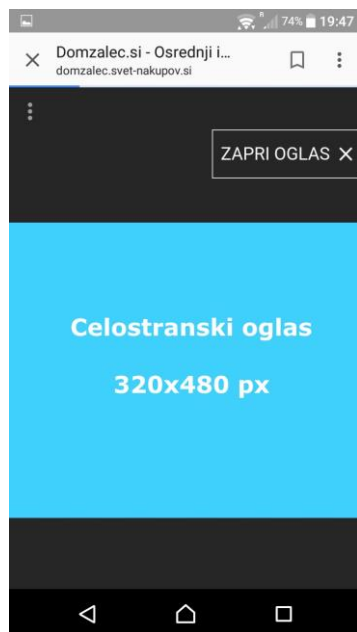 R
74%
19:47
Domzalec.si - Osrednji i...
domzalec.svet-nakupov.si
ZAPRI OGLAS
Celostranski oglas
320x480 px